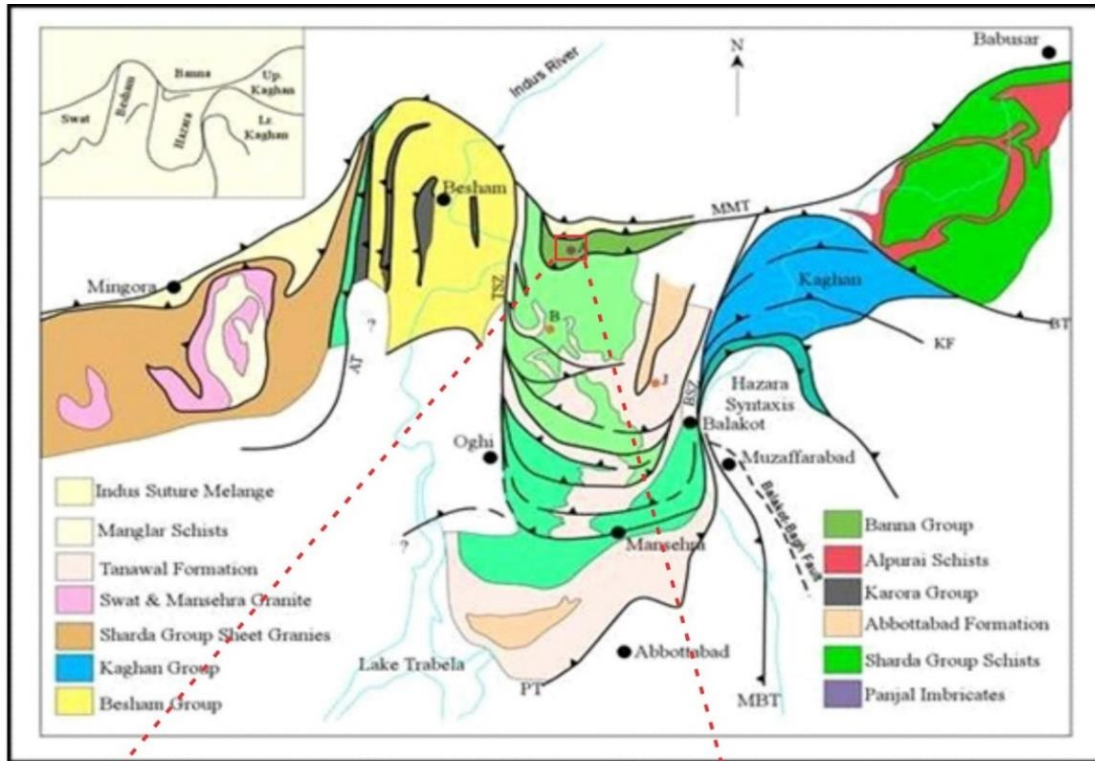 Babusar
N
Indus River
Banna
Up.
Kaghan
Besham
Swat
Hazara
Lr.
Kaghan
Besham
MMT
A
Mingora
TSZ
Kaghan
?
B
BT
KF
AT
J
BSZ
Hazara
Syntaxis
Balakot
Oghi
Muzaffarabad
Balakot-Bagh Fault
?
Mansehra
Abbottabad
Lake Trabela
PT
MBT
Indus Suture Melange
Manglar Schists
Tanawal Formation
Swat & Mansehra Granite
Sharda Group Sheet Granies
Kaghan Group
Besham Group
Banna Group
Alpurai Schists
Karora Group
Abbottabad Formation
Sharda Group Schists
Panjal Imbricates